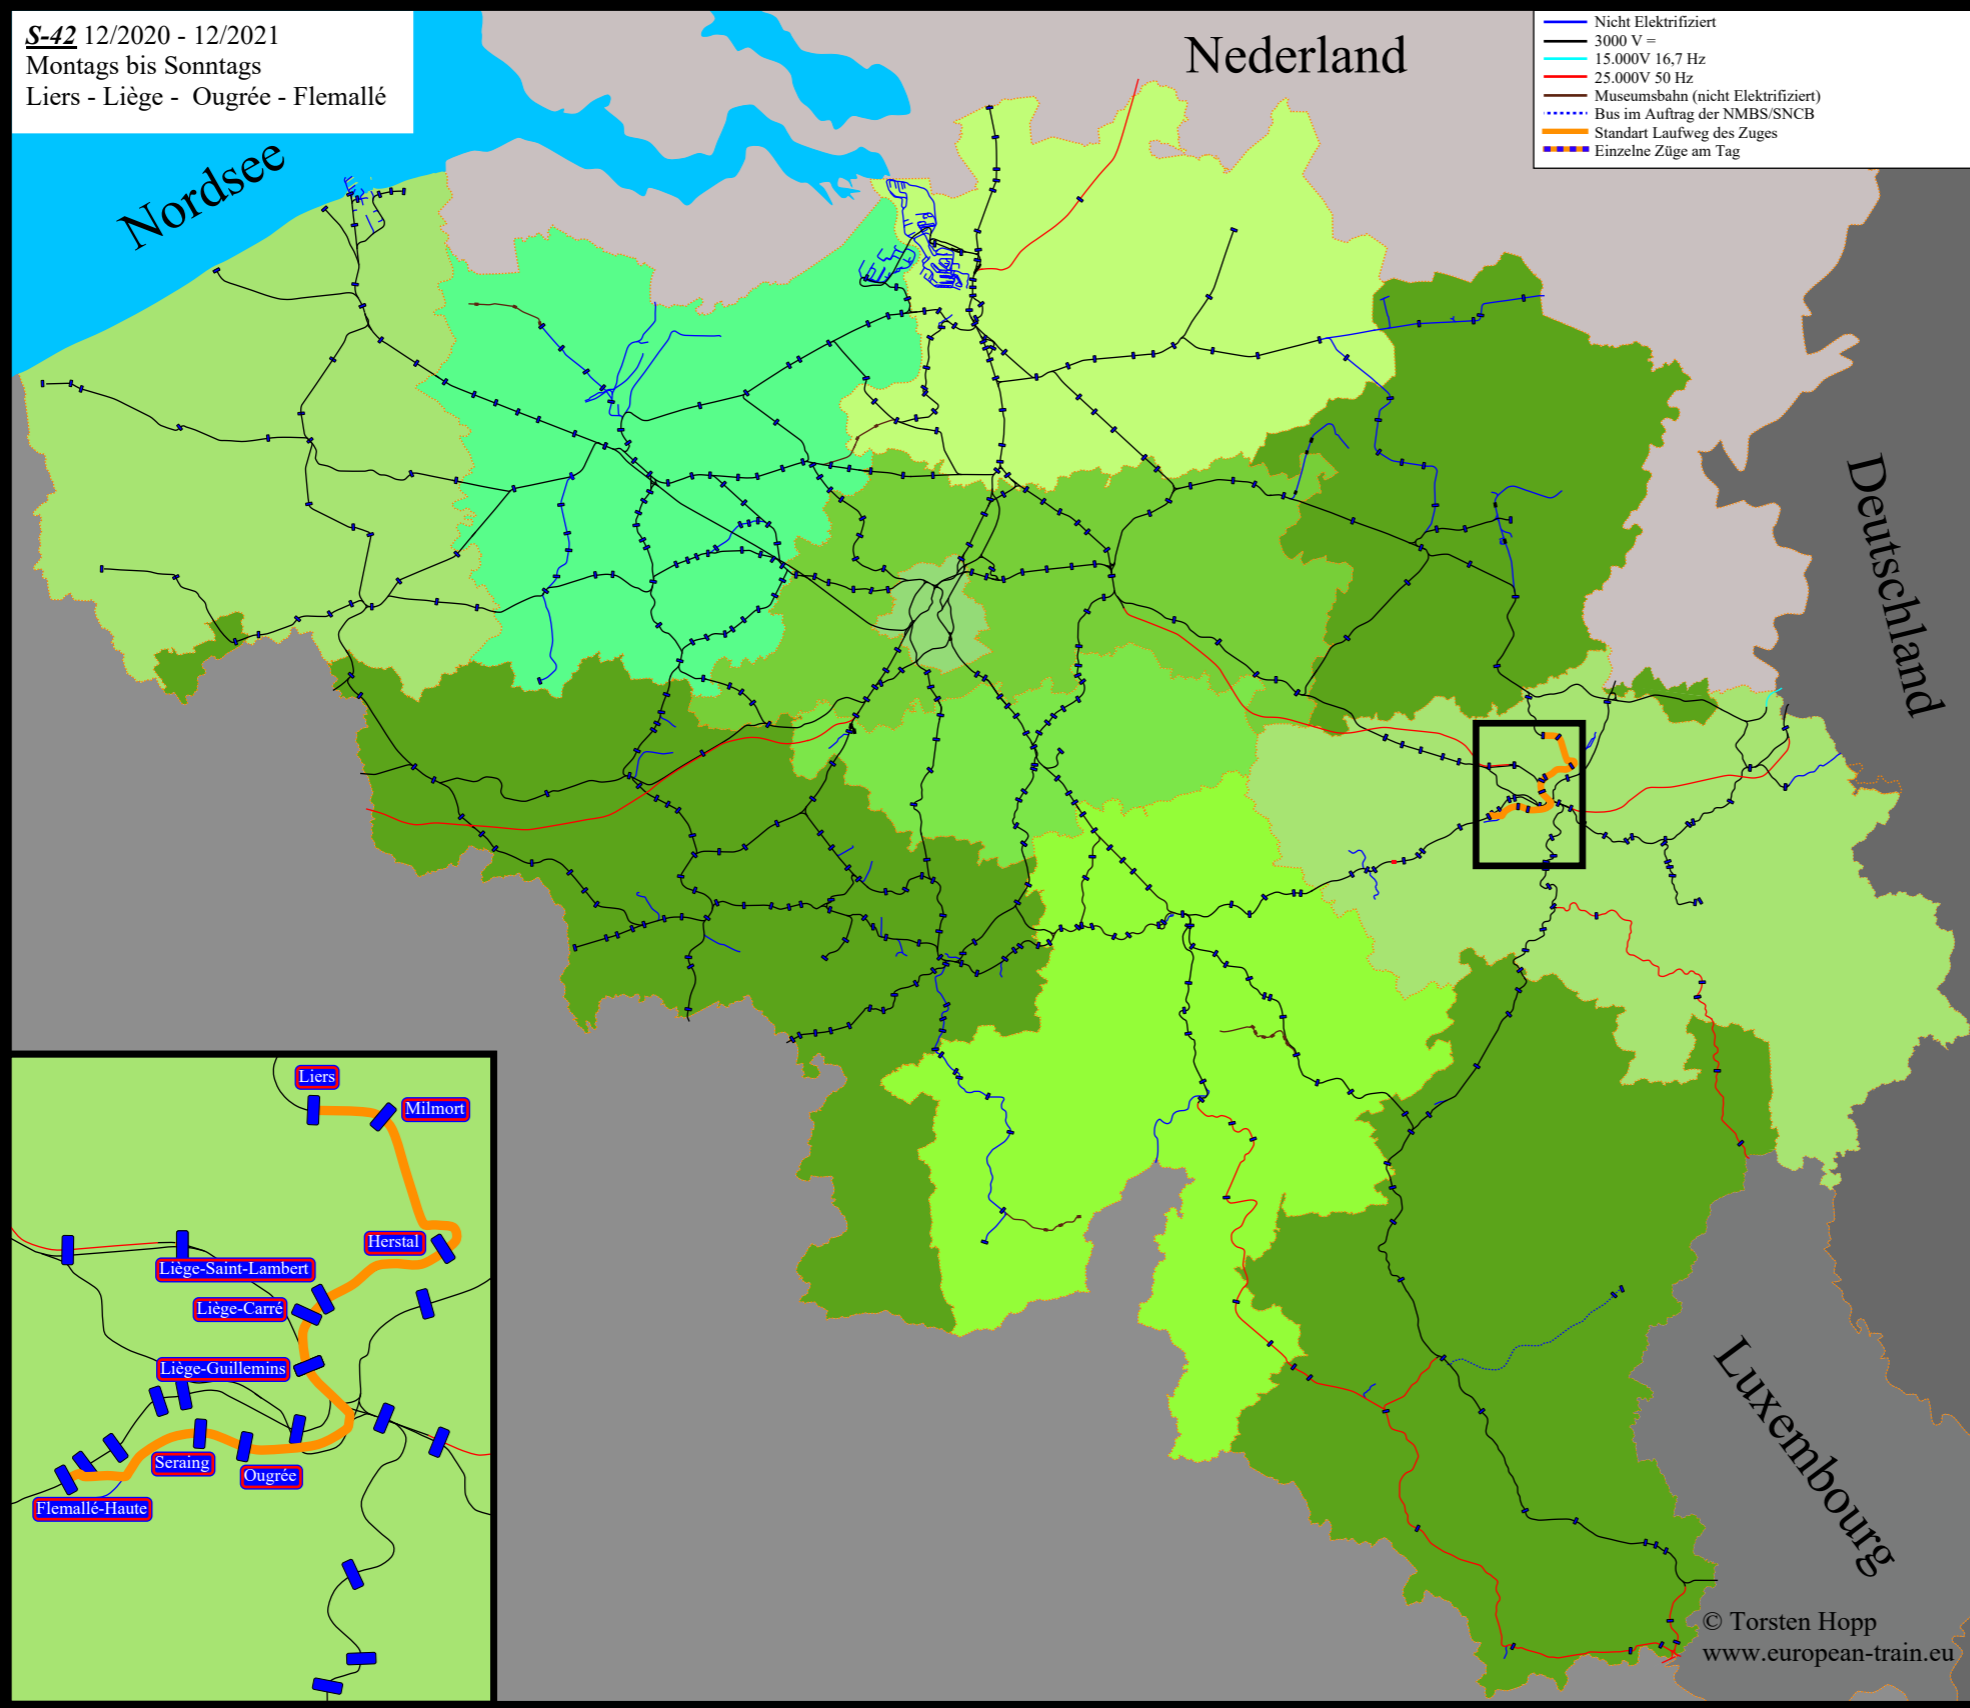 S-42 12/2020 - 12/2021
Montags bis Sonntags
Liers - Liège - Ougrée - Flemallé
Nederland
Nicht Elektrifiziert
3000 V =
15.000V 16,7 Hz
25.000V 50 Hz
Museumsbahn (nicht Elektrifiziert)
Bus im Auftrag der NMBS/SNCB
Standart Laufweg des Zuges
Einzelne Züge am Tag
Nordsee
Deutschland
Liers
Milmort
Herstal
Liège-Saint-Lambert
Liège-Carré
Liège-Guillemins
Seraing
Ougrée
Flemallé-Haute
Luxembourg
© Torsten Hopp
www.european-train.eu